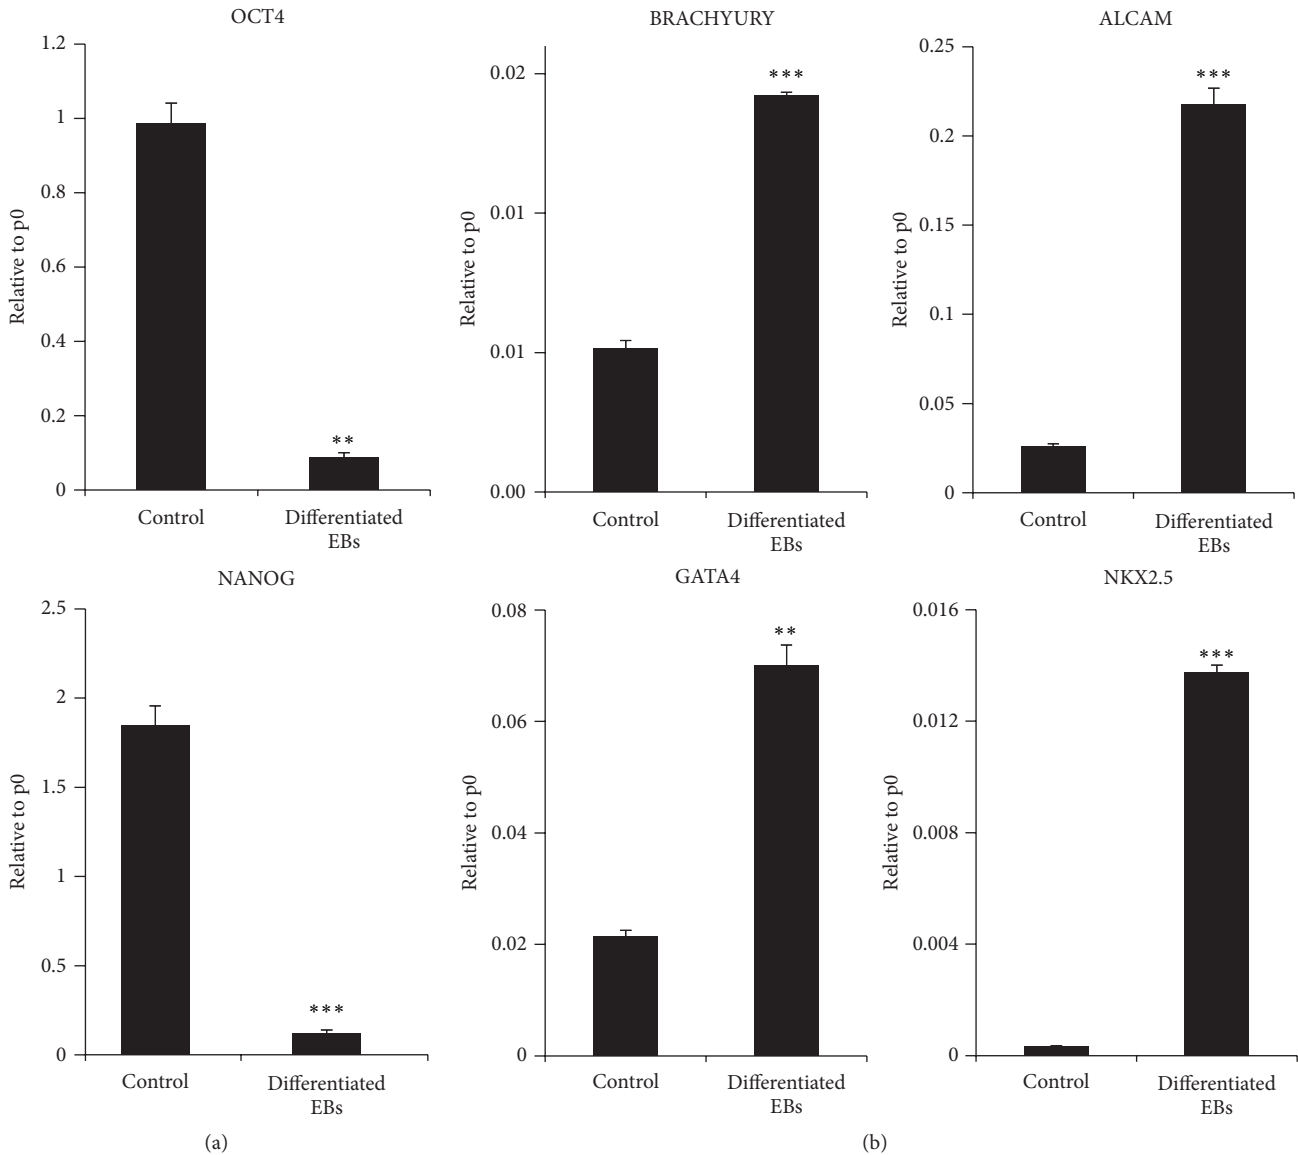 OCT4
1.2
1
0.8
0.6
0.4
0.2
0
Relative to p0
**
Control
Differentiated
EBs
BRACHYURY
0.02
0.01
0.01
0.00
Relative to p0
***
Control
Differentiated
EBs
ALCAM
0.25
0.2
0.15
0.1
0.05
0
Relative to p0
***
Control
Differentiated
EBs
NANOG
2.5
2
1.5
1
0.5
0
Relative to p0
***
Control
Differentiated
EBs
GATA4
0.08
0.06
0.04
0.02
0
Relative to p0
**
Control
Differentiated
EBs
NKX2.5
0.016
0.012
0.008
0.004
0
Relative to p0
***
Control
Differentiated
EBs
(a)
(b)